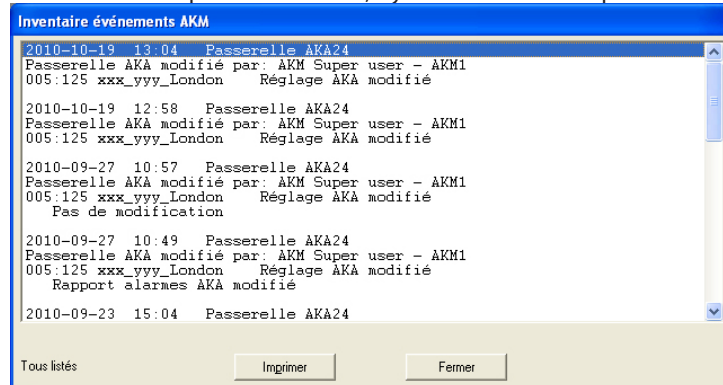 Inventaire événements AKM
2010-10-19 13:04 Passerelle AKA24
Passerelle AKA modifié par: AKM Super user - AKM1
005:125 xxx_yyy_London Réglage AKA modifié
2010-10-19 12:58 Passerelle AKA24
Passerelle AKA modifié par: AKM Super user - AKM1
005:125 xxx_yyy_London Réglage AKA modifié
2010-09-27 10:57 Passerelle AKA24
Passerelle AKA modifié par: AKM Super user - AKM1
005:125 xxx_yyy_London Réglage AKA modifié
Pas de modification
2010-09-27 10:49 Passerelle AKA24
Passerelle AKA modifié par: AKM Super user - AKM1
005:125 xxx_yyy_London Réglage AKA modifié
Rapport alarmes AKA modifié
2010-09-23 15:04 Passerelle AKA24
Tous listés Imprimer Fermer